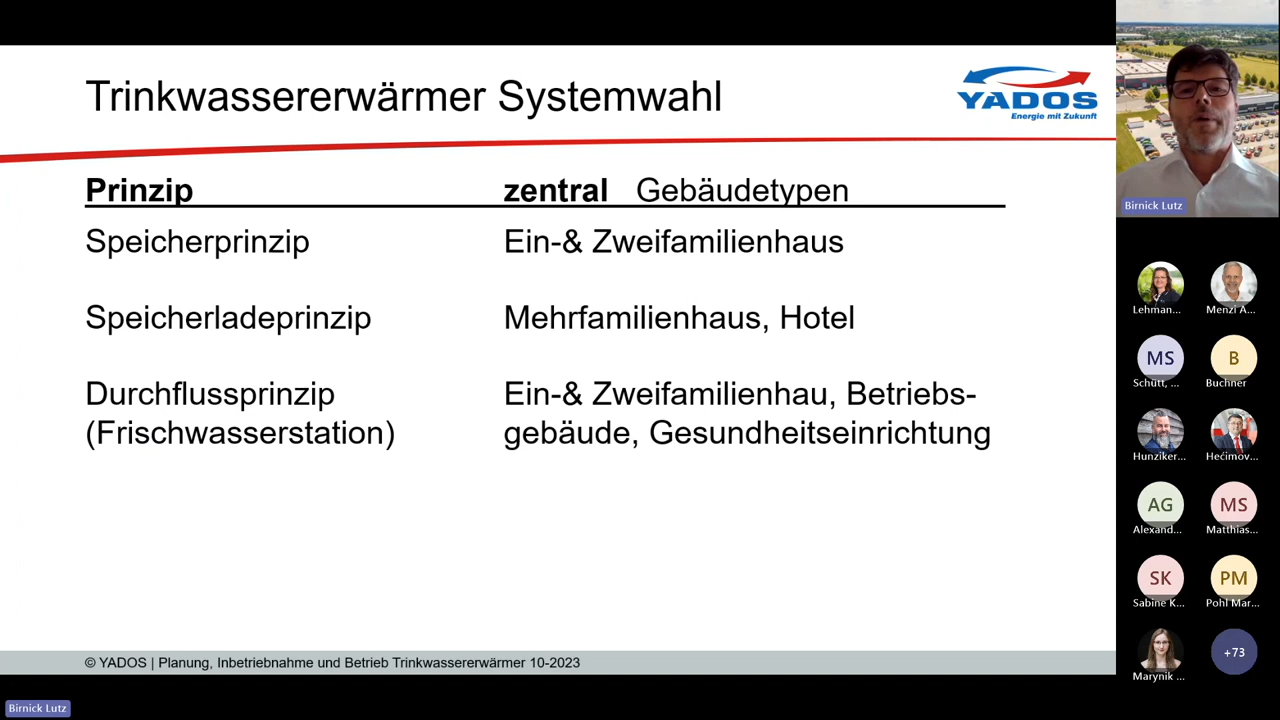 Trinkwassererwärmer Systemwahl
YADOS
Energie mit Zukunft
Prinzip zentral Gebäudetypen
Speicherprinzip Ein-& Zweifamilienhaus
Speicherladeprinzip Mehrfamilienhaus, Hotel
Durchflussprinzip Ein-& Zweifamilienhau, Betriebs-
(Frischwasserstation) gebäude, Gesundheitseinrichtung
© YADOS | Planung, Inbetriebnahme und Betrieb Trinkwassererwärmer 10-2023
Birnick Lutz
Lehman... Menzl A...
MS B
Schütt, ... Buchner
Hunziker... Hećimov...
AG MS
Alexand... Matthias...
SK PM
Sabine K... Pohl Mar...
Marynik ... +73
Birnick Lutz